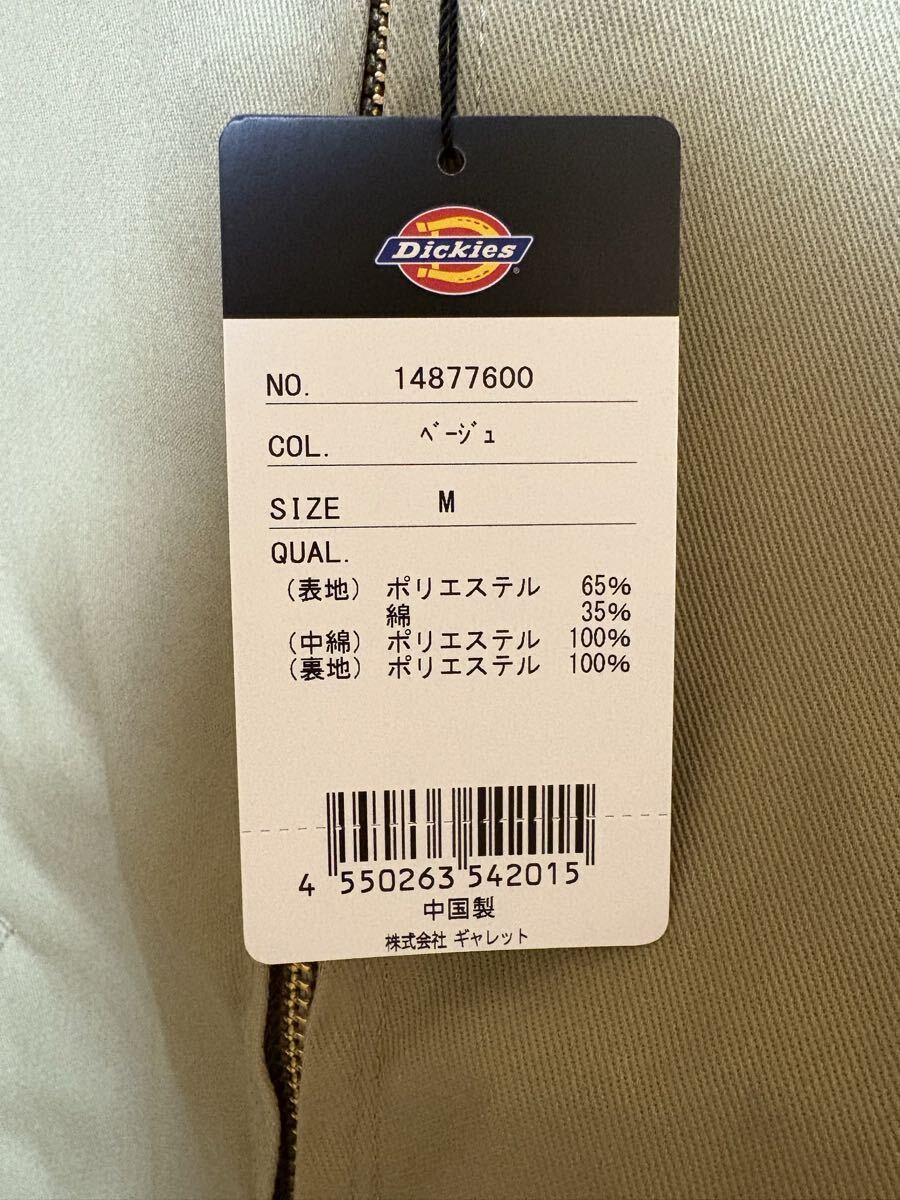 Dickies®
NO. 14877600
COL. ﾍﾞｰｼﾞｭ
SIZE M
QUAL.
(表地) ポリエステル 65%
綿 35%
(中綿) ポリエステル 100%
(裏地) ポリエステル 100%
4 550263 542015
中国製
株式会社 ギャレット